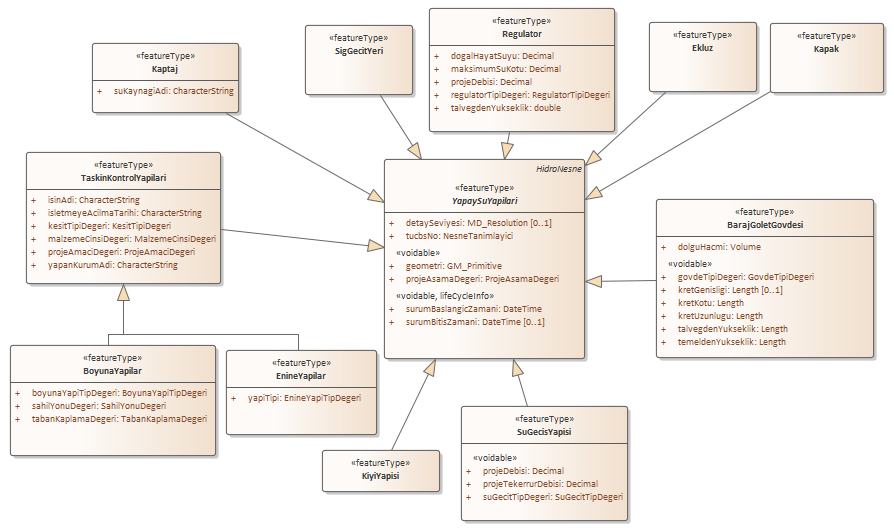 «featureType»
Kaptaj
+ suKaynagiAdi: CharacterString
«featureType»
SigGecitYeri
«featureType»
Regulator
+ dogalHayatSuyu: Decimal
+ maksimumSuKotu: Decimal
+ projeDebisi: Decimal
+ regulatorTipiDegeri: RegulatorTipiDegeri
+ talvegdenYukseklik: double
«featureType»
Ekluz
«featureType»
Kapak
«featureType»
TaskinKontrolYapilari
+ isinAdi: CharacterString
+ isletmeyeAcilmaTarihi: CharacterString
+ kesitTipiDegeri: KesitTipiDegeri
+ malzemeCinsiDegeri: MalzemeCinsiDegeri
+ projeAmaciDegeri: ProjeAmaciDegeri
+ yapanKurumAdi: CharacterString
HidroNesne
«featureType»
YapaySuYapilari
+ detaySeviyesi: MD_Resolution [0..1]
+ tucbsNo: NesneTanimlayici
«voidable»
+ geometri: GM_Primitive
+ projeAsamaDegeri: ProjeAsamaDegeri
«voidable, lifeCycleInfo»
+ surumBaslangicZamani: DateTime
+ surumBitisZamani: DateTime [0..1]
«featureType»
BarajGoletGovdesi
+ dolguHacmi: Volume
«voidable»
+ govdeTipiDegeri: GovdeTipiDegeri
+ kretGenisligi: Length [0..1]
+ kretKotu: Length
+ kretUzunlugu: Length
+ talvegdenYukseklik: Length
+ temeldenYukseklik: Length
«featureType»
BoyunaYapilar
+ boyunaYapiTipDegeri: BoyunaYapiTipDegeri
+ sahilYonuDegeri: SahilYonuDegeri
+ tabanKaplamaDegeri: TabanKaplamaDegeri
«featureType»
EnineYapilar
+ yapiTipi: EnineYapiTipDegeri
«featureType»
KiyiYapisi
«featureType»
SuGecisYapisi
«voidable»
+ projeDebisi: Decimal
+ projeTekerrurDebisi: Decimal
+ suGecitTipDegeri: SuGecitTipDegeri